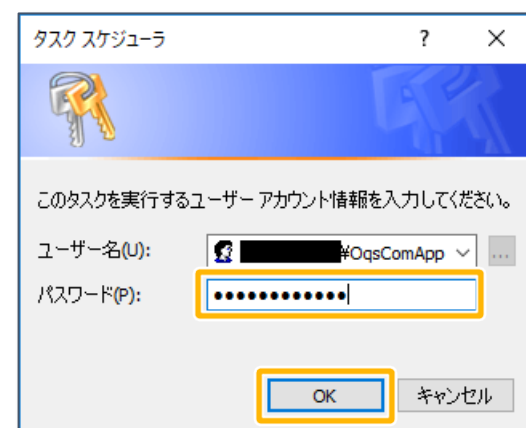 タスク スケジューラ
このタスクを実行するユーザー アカウント情報を入力してください。
ユーザー名(U): ¥OqsComApp
パスワード(P): ●●●●●●●●●●●●
OK キャンセル